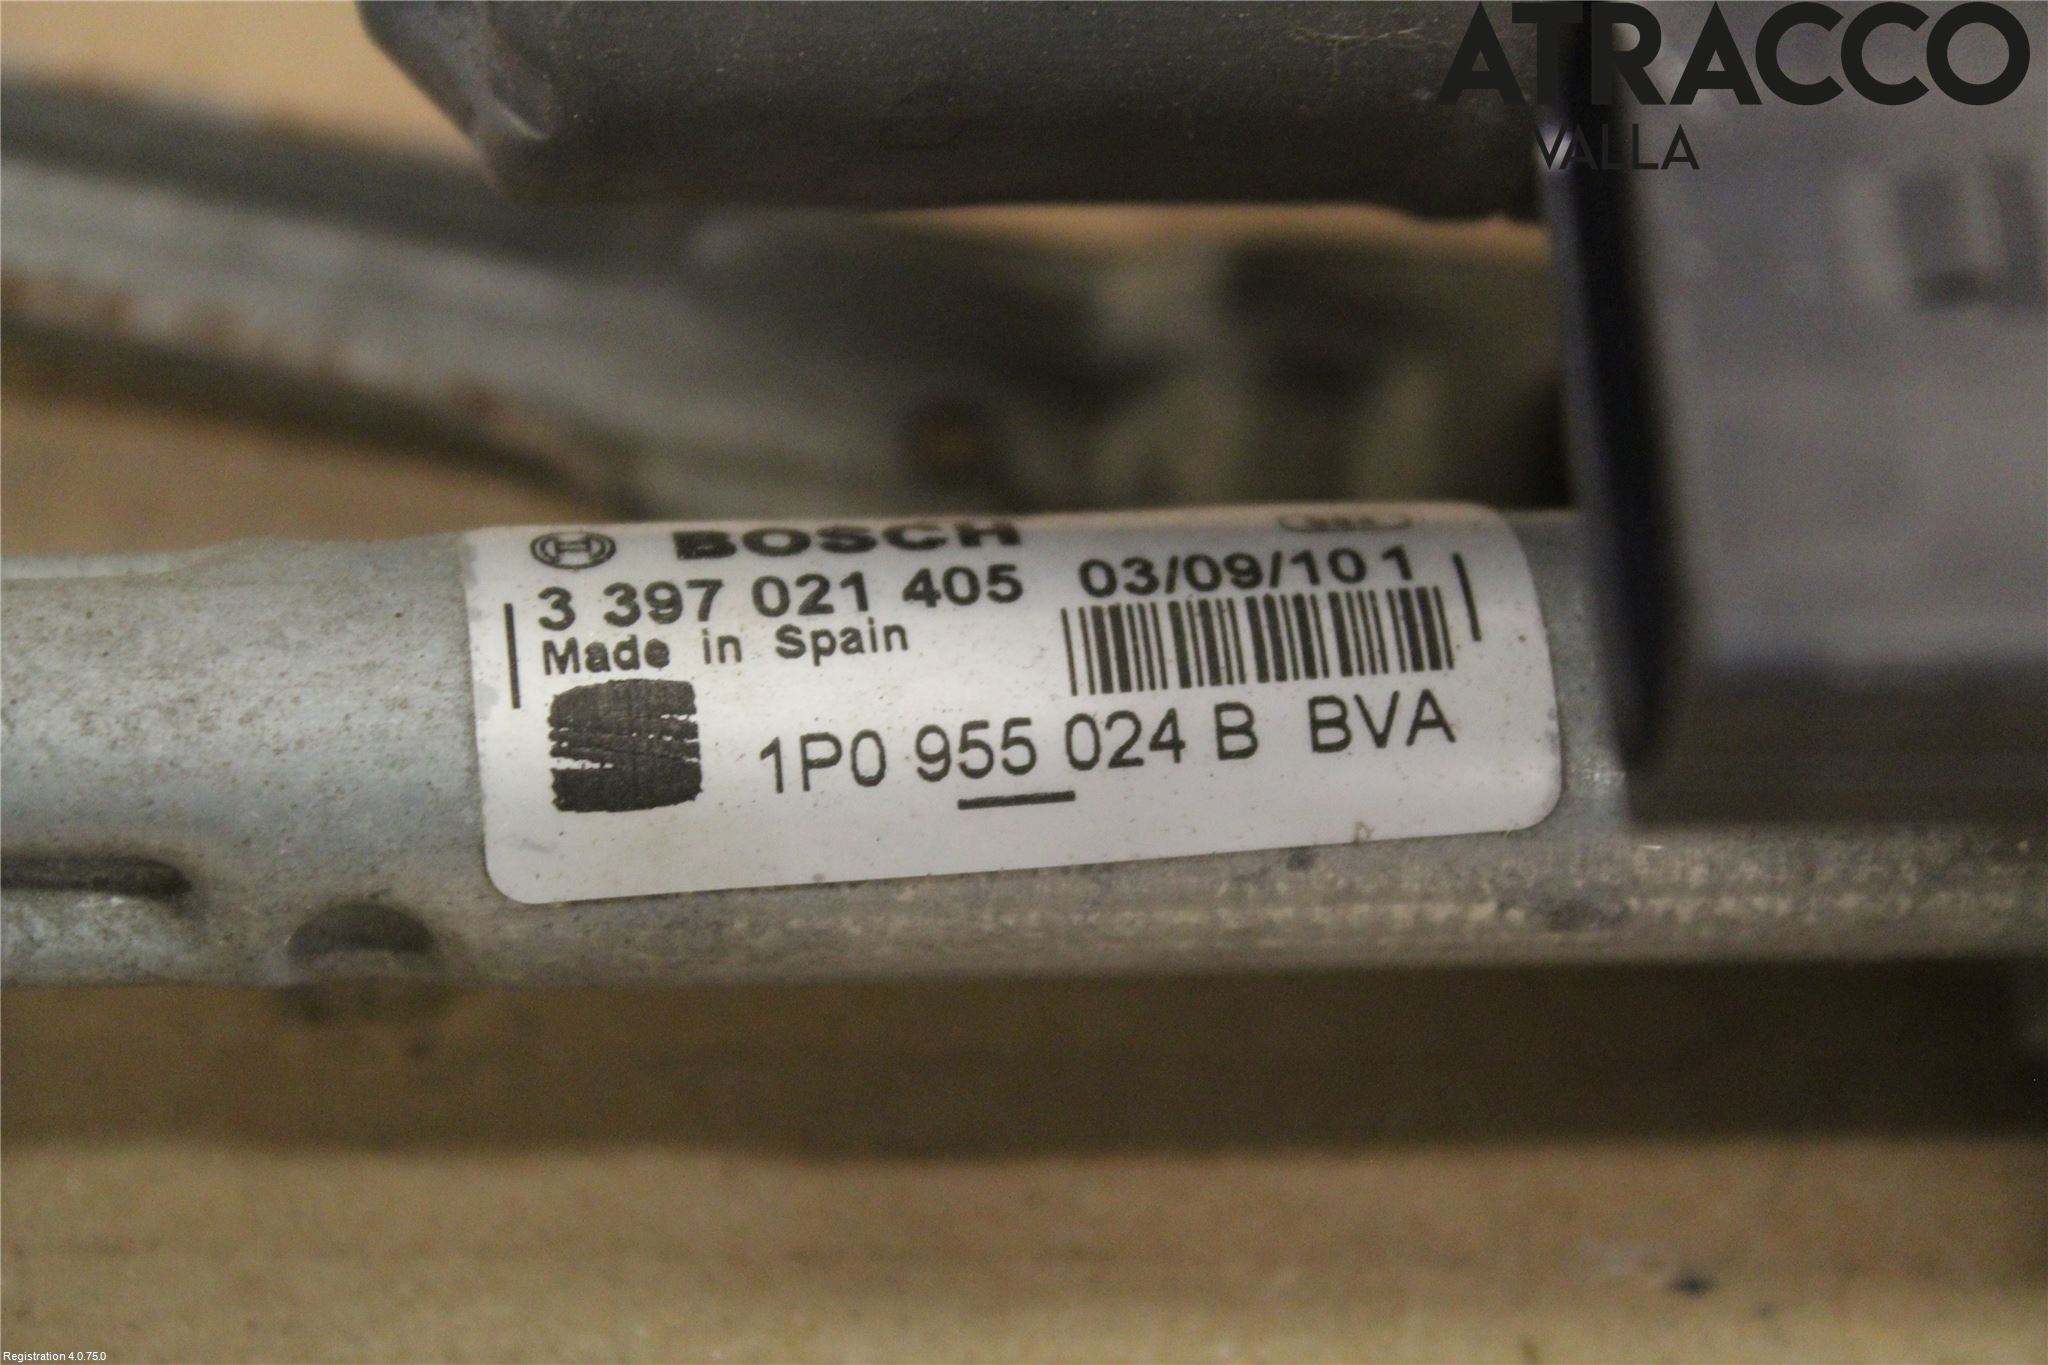 ATRACCO
VALLA
BOSCH
3 397 021 405 03/09/10 1
Made in Spain
1P0 955 024 B BVA
Registration 4.0.75.0